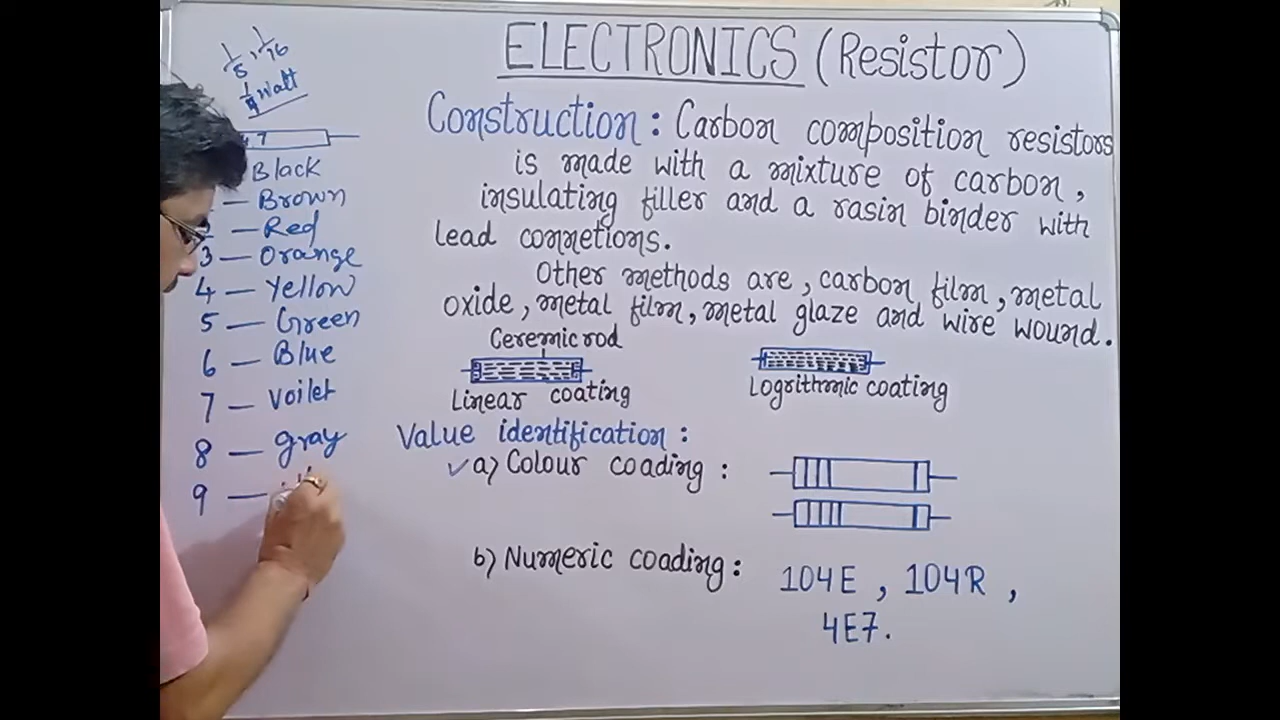 ELECTRONICS (Resistor)
1/8, 1/16
1/4 Watt
47
Black
— Brown
— Red
3 — Orange
4 — Yellow
5 — Green
6 — Blue
7 — Voilet
8 — gray
9 —
Construction : Carbon composition resistors
is made with a mixture of carbon,
insulating filler and a rasin binder with
lead connetions.
Other methods are, carbon film, metal
oxide, metal film, metal glaze and wire wound.
Ceremic rod
Linear coating
Logrithmic coating
Value identification :
✓a) Colour coading :
b) Numeric coading :
104E , 104R ,
4E7.